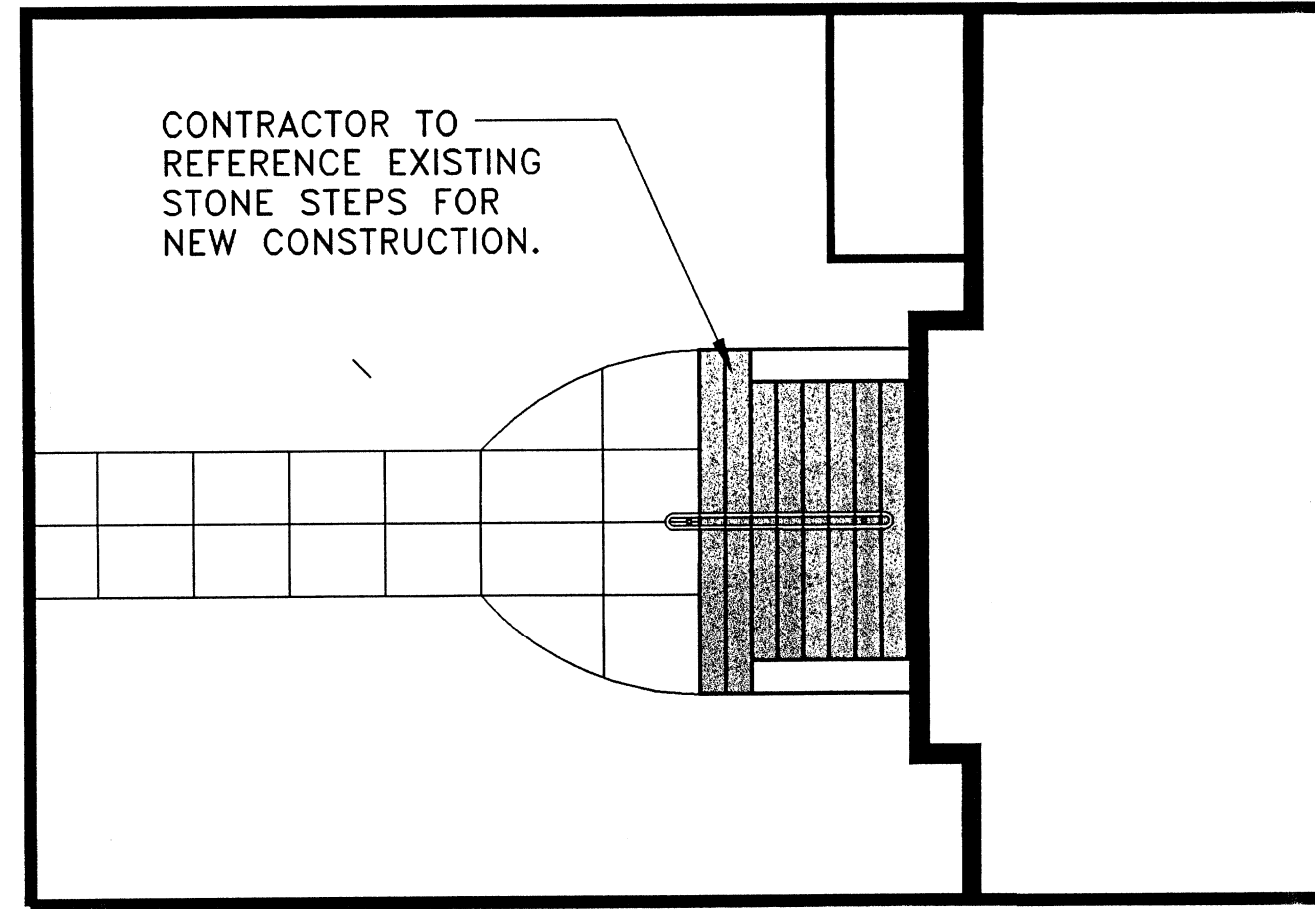 CONTRACTOR TO
REFERENCE EXISTING
STONE STEPS FOR
NEW CONSTRUCTION.